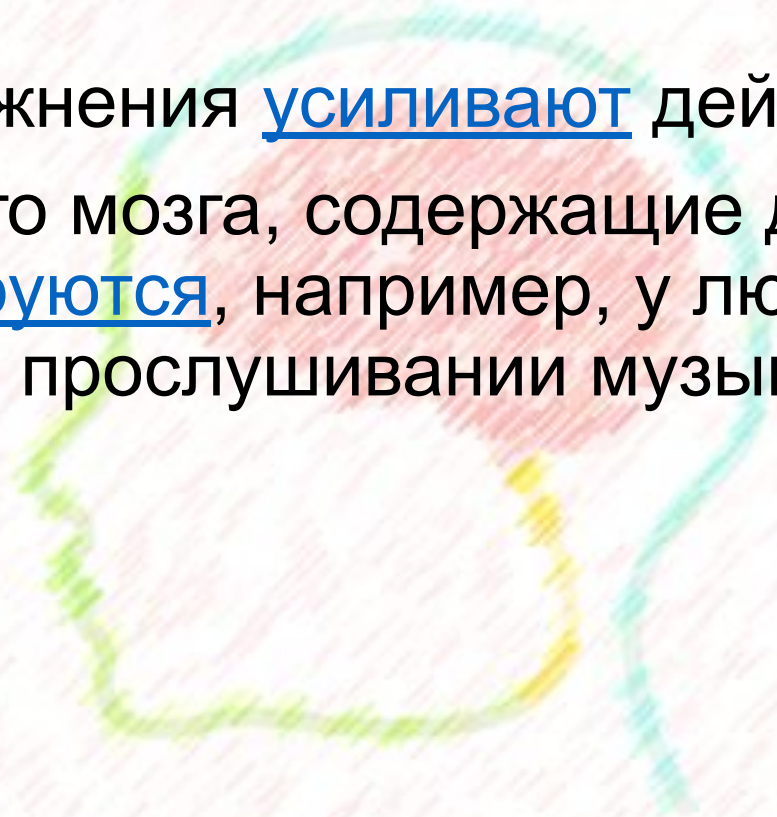 жнения усиливают дей
го мозга, содержащие д
руются, например, у лю
прослушивании музы